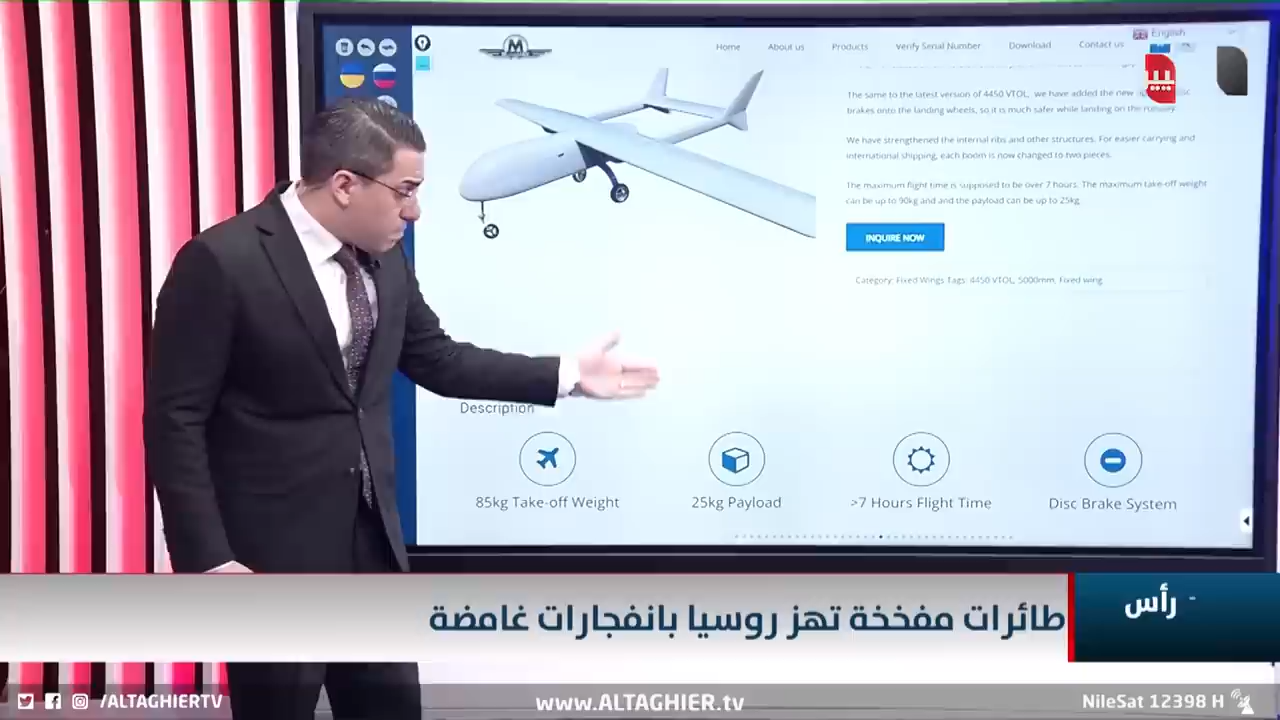 English
Home About us Products Verify Serial Number Download Contact us
M
The same to the latest version of 4450 VTOL, we have added the new
brakes onto the landing wheels, so it is much safer while landing on the runway.
We have strengthened the internal ribs and other structures. For easier carrying and
international shipping, each boom is now changed to two pieces.
The maximum flight time is supposed to be over 7 hours. The maximum take-off weight
can be up to 90kg and and the payload can be up to 25kg.
INQUIRE NOW
Category: Fixed Wings Tags: 4450 VTOL, 5000mm, Fixed wing
Description
85kg Take-off Weight
25kg Payload
>7 Hours Flight Time
Disc Brake System
رأس -
طائرات مفخخة تهز روسيا بانفجارات غامضة
/ALTAGHIERTV
www.ALTAGHIER.tv
NileSat 12398 H